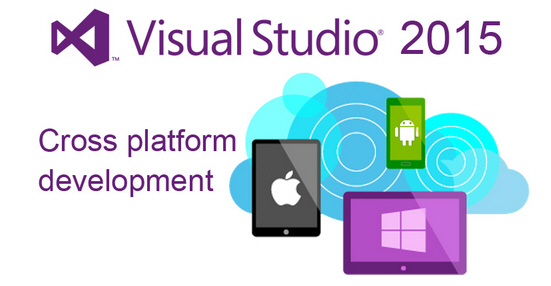 Visual Studio® 2015
Cross platform
development